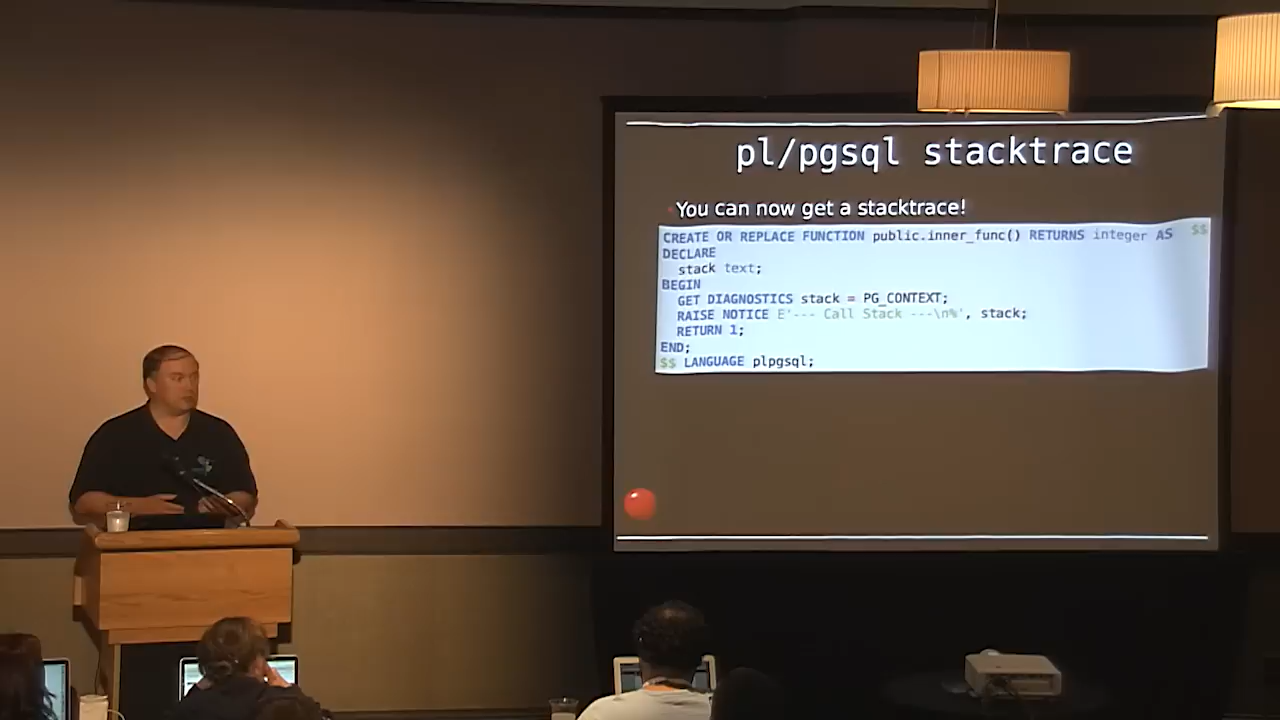 pl/pgsql stacktrace
You can now get a stacktrace!
CREATE OR REPLACE FUNCTION public.inner_func() RETURNS integer AS $$
DECLARE
stack text;
BEGIN
GET DIAGNOSTICS stack = PG_CONTEXT;
RAISE NOTICE E'--- Call Stack ---\n%', stack;
RETURN 1;
END;
$$ LANGUAGE plpgsql;